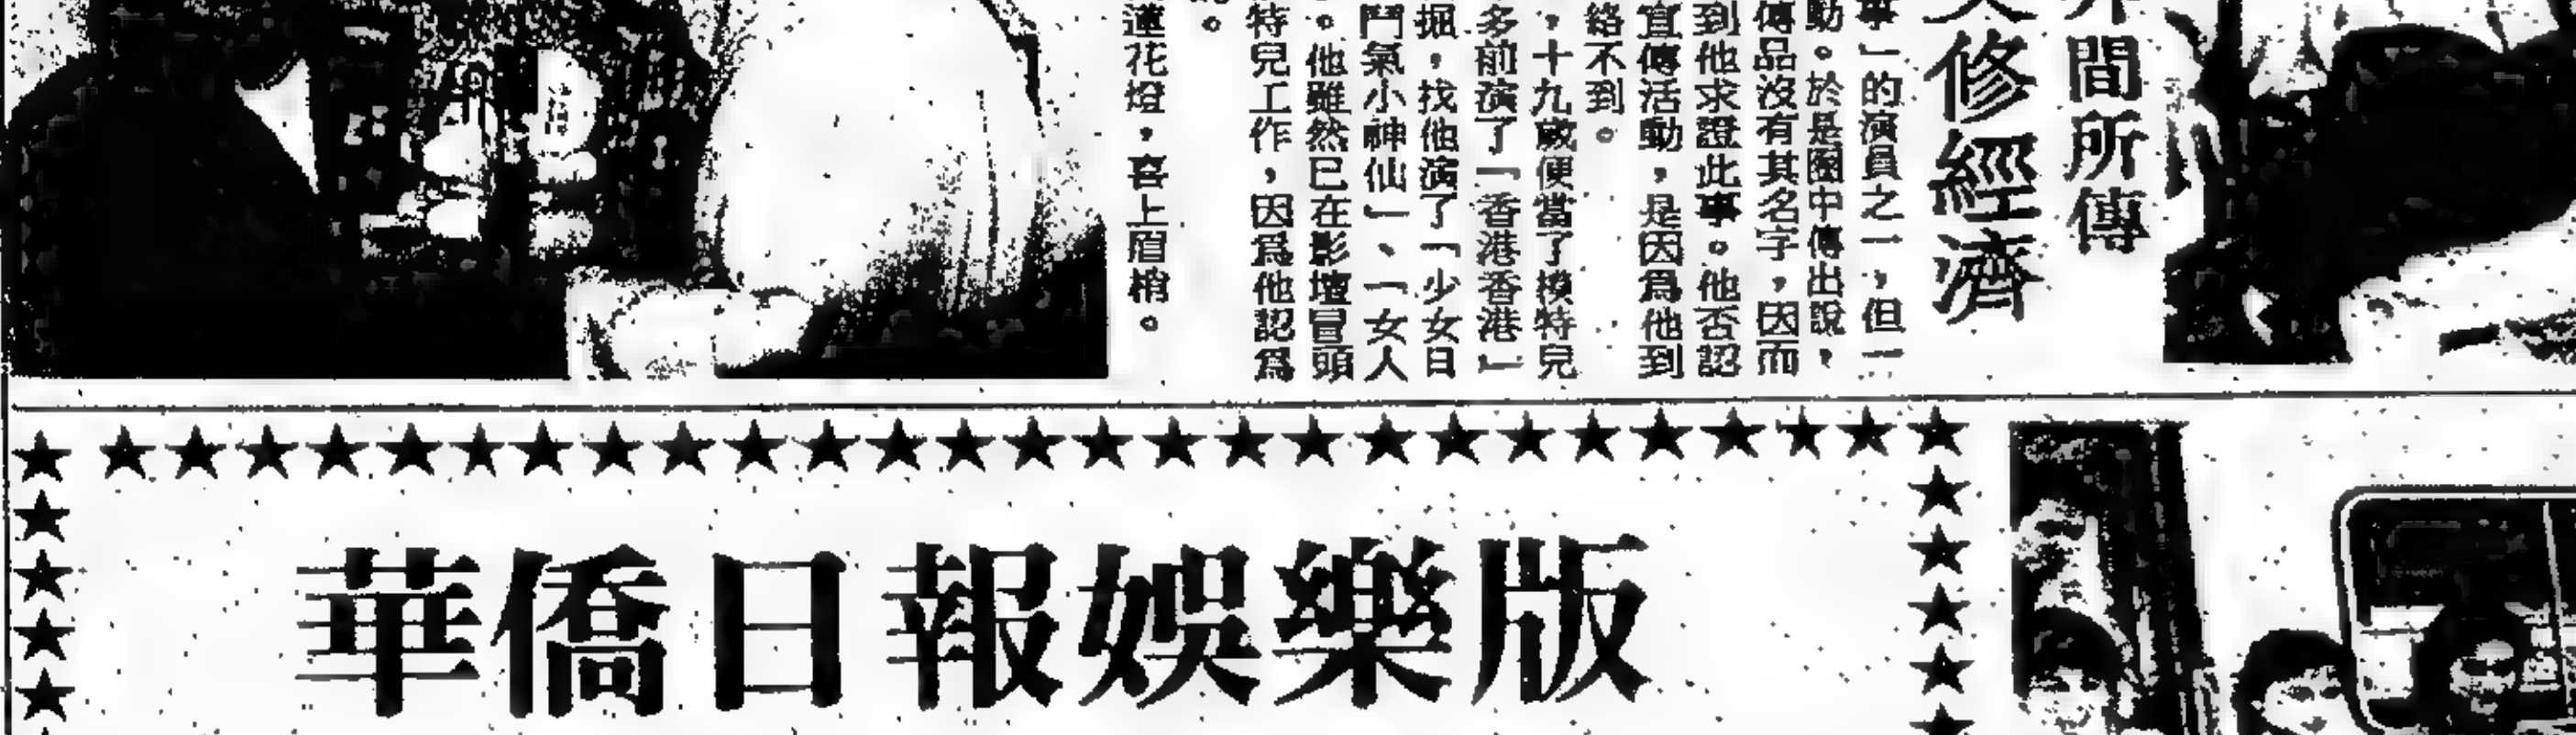 界間所傳
修經濟
事」的演員之一，但一
動。於是圈中傳出說，
傳品沒有其名字，因而
到他求證此事。他否認
宣傳活動，是因爲他到
絡不到。
，十九歲便當了模特兒
多前演了「香港香港」
掘，找他演了「少女日
鬥氣小神仙」、「女人
。他雖然已在影壇冒頭
特兒工作，因爲他認爲
。
蓮花燈，喜上眉梢。
華僑日報娛樂版